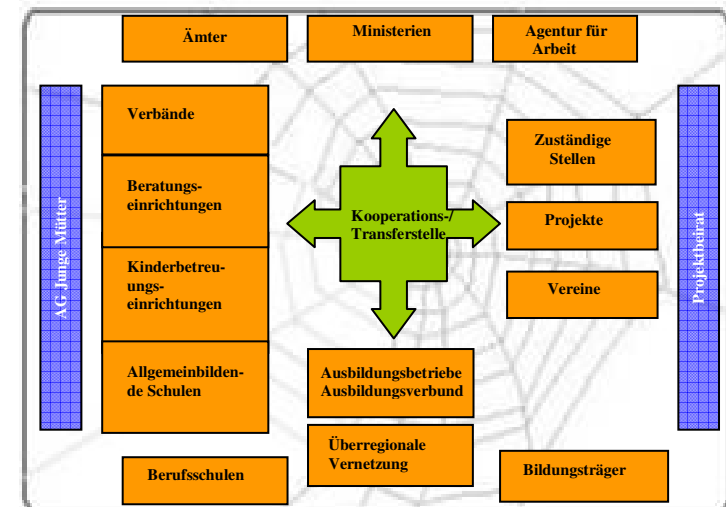 Ämter
Ministerien
Agentur für
Arbeit
AG Junge Mütter
Verbände
Beratungs-
einrichtungen
Kinderbetreu-
ungs-
einrichtungen
Allgemeinbilden-
de Schulen
Kooperations-/
Transferstelle
Zuständige
Stellen
Projekte
Vereine
Projektbeirat
Ausbildungsbetriebe
Ausbildungsverbund
Überregionale
Vernetzung
Berufsschulen
Bildungsträger